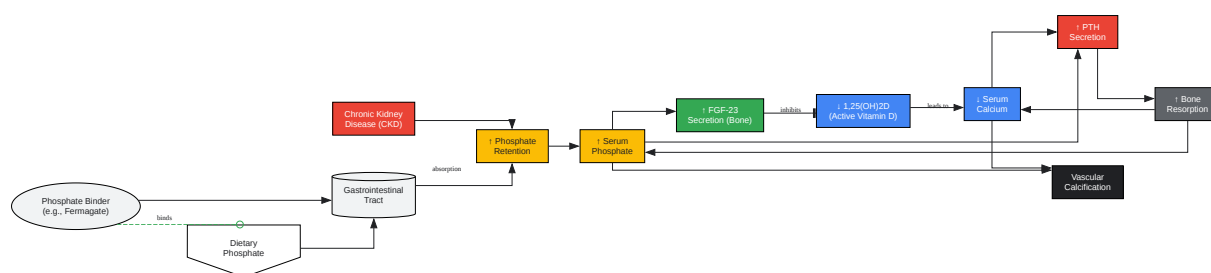 ↑ PTH
Secretion
↑ FGF-23
Secretion (Bone)
inhibits
↓ 1,25(OH)2D
(Active Vitamin D)
leads to
↓ Serum
Calcium
↑ Bone
Resorption
Chronic Kidney
Disease (CKD)
↑ Phosphate
Retention
↑ Serum
Phosphate
absorption
Vascular
Calcification
Gastrointestinal
Tract
Phosphate Binder
(e.g., Fermagate)
binds
Dietary
Phosphate